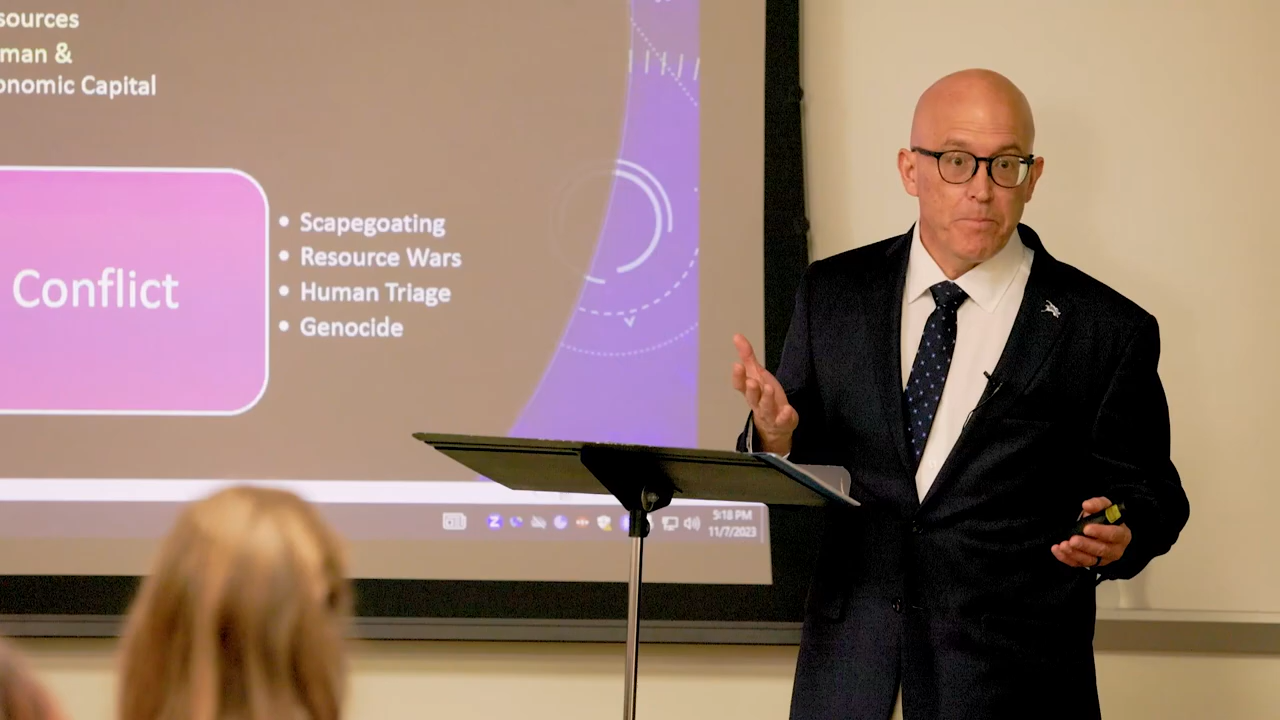 sources
man &
onomic Capital
Conflict
• Scapegoating
• Resource Wars
• Human Triage
• Genocide
Z
5:18 PM
11/7/2023